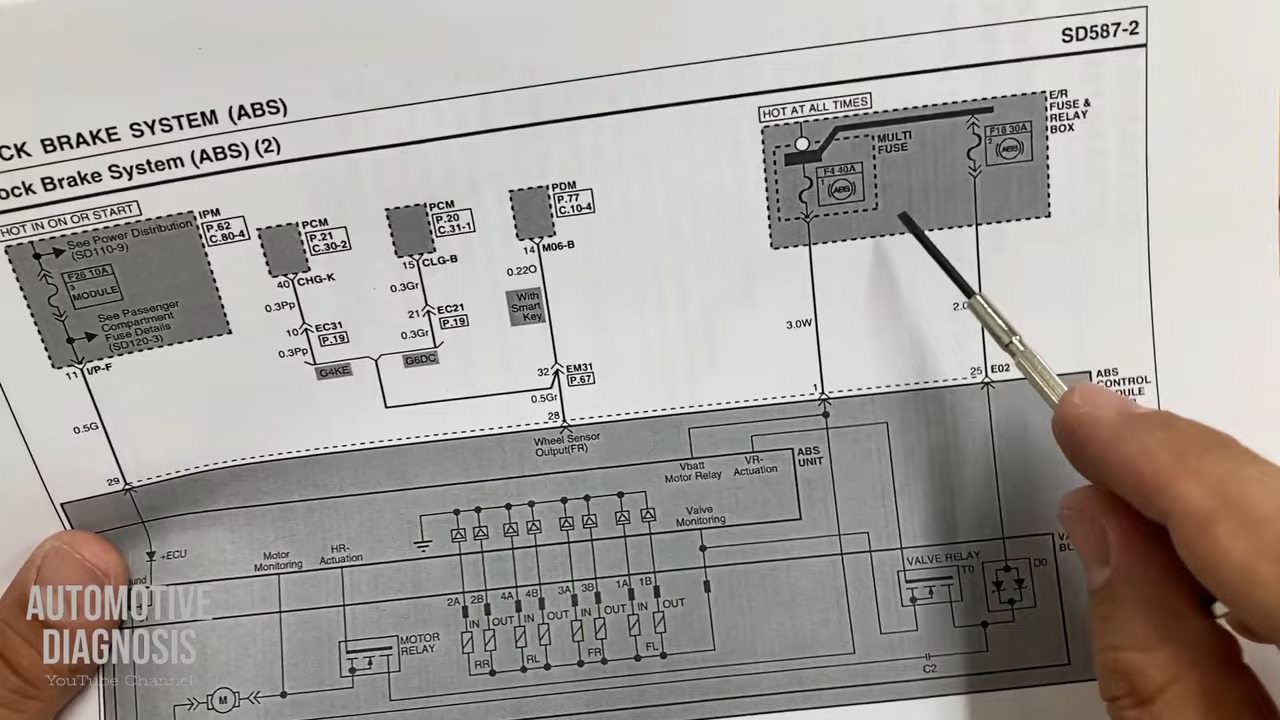 SD587-2
CK BRAKE SYSTEM (ABS)
ock Brake System (ABS) (2)
HOT IN ON OR START
IPM
P.62
C.80-4
See Power Distribution
(SD110-9)
F26 10A
3
MODULE
See Passenger
Compartment
Fuse Details
(SD120-3)
11
I/P-F
0.5G
29
PCM
P.21
C.30-2
40
CHG-K
0.3Pp
10
EC31
P.19
0.3Pp
G4KE
PCM
P.20
C.31-1
15
CLG-B
0.3Gr
21
EC21
P.19
0.3Gr
G6DC
PDM
P.77
C.10-4
14
M06-B
0.22O
With
Smart
Key
32
EM31
P.67
0.5Gr
28
Wheel Sensor
Output(FR)
HOT AT ALL TIMES
E/R
FUSE &
RELAY
BOX
MULTI
FUSE
F4 40A
1
ABS
F18 30A
2
ABS
3.0W
2.0
1
25
E02
ABS
CONTROL
Vbatt
Motor Relay
VR-
Actuation
ABS
UNIT
Valve
Monitoring
+ECU
Motor
Monitoring
HR-
Actuation
MOTOR
RELAY
M
2A
2B
4A
4B
3A
3B
1A
1B
IN
OUT
IN
OUT
IN
OUT
IN
OUT
RR
RL
FR
FL
VALVE RELAY
T0
D0
C2
AUTOMOTIVE
DIAGNOSIS
YouTube Channel